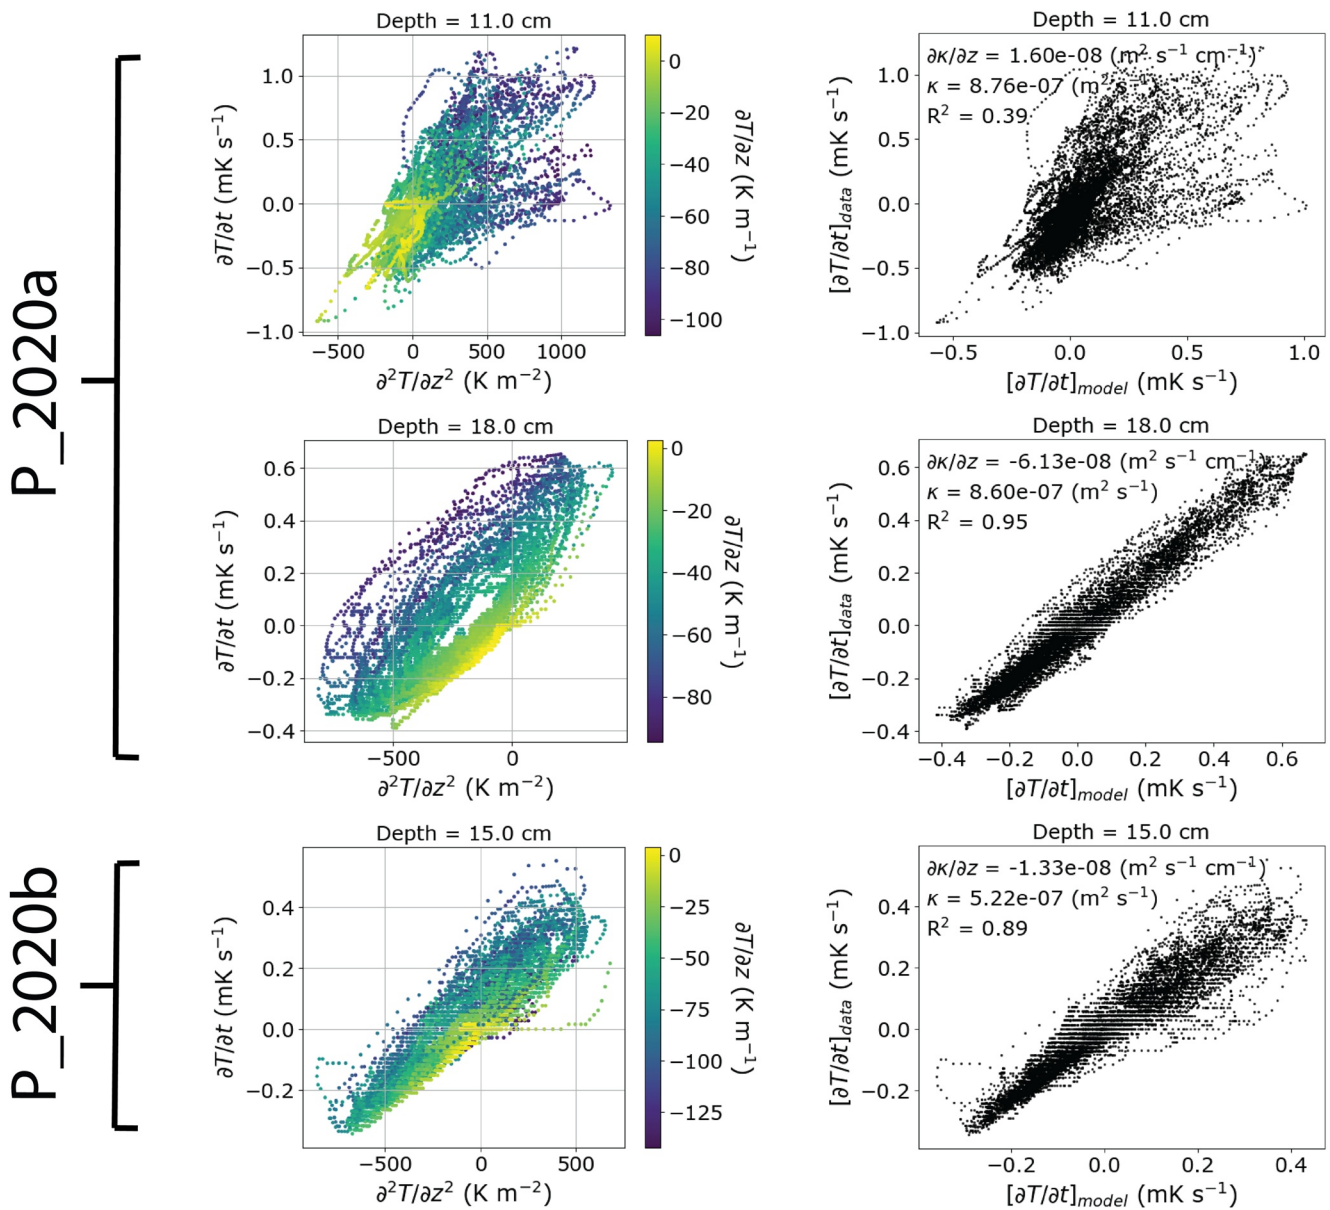 P_2020a
Depth = 11.0 cm
∂T/∂t (mK s⁻¹)
1.0
0.5
0.0
−0.5
−1.0
−500 0 500 1000
∂²T/∂z² (K m⁻²)
0
−20
−40
−60
−80
−100
∂T/∂z (K m⁻¹)
Depth = 11.0 cm
∂κ/∂z = 1.60e-08 (m² s⁻¹ cm⁻¹)
κ = 8.76e-07 (m² s⁻¹)
R² = 0.39
[∂T/∂t]data (mK s⁻¹)
1.0
0.5
0.0
−0.5
−1.0
−0.5 0.0 0.5 1.0
[∂T/∂t]model (mK s⁻¹)
Depth = 18.0 cm
∂T/∂t (mK s⁻¹)
0.6
0.4
0.2
0.0
−0.2
−0.4
−500 0
∂²T/∂z² (K m⁻²)
0
−20
−40
−60
−80
∂T/∂z (K m⁻¹)
Depth = 18.0 cm
∂κ/∂z = -6.13e-08 (m² s⁻¹ cm⁻¹)
κ = 8.60e-07 (m² s⁻¹)
R² = 0.95
[∂T/∂t]data (mK s⁻¹)
0.6
0.4
0.2
0.0
−0.2
−0.4
−0.4 −0.2 0.0 0.2 0.4 0.6
[∂T/∂t]model (mK s⁻¹)
P_2020b
Depth = 15.0 cm
∂T/∂t (mK s⁻¹)
0.4
0.2
0.0
−0.2
−500 0 500
∂²T/∂z² (K m⁻²)
0
−25
−50
−75
−100
−125
∂T/∂z (K m⁻¹)
Depth = 15.0 cm
∂κ/∂z = -1.33e-08 (m² s⁻¹ cm⁻¹)
κ = 5.22e-07 (m² s⁻¹)
R² = 0.89
[∂T/∂t]data (mK s⁻¹)
0.4
0.2
0.0
−0.2
−0.2 0.0 0.2 0.4
[∂T/∂t]model (mK s⁻¹)